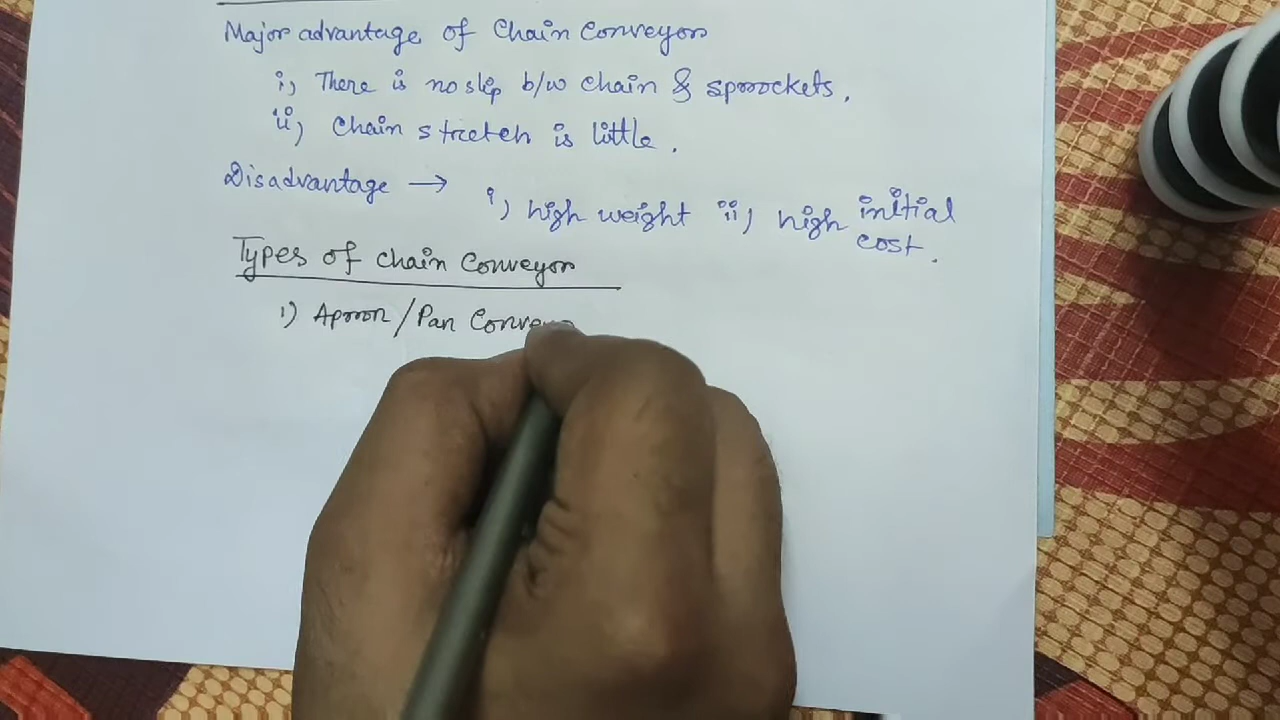 Major advantage of Chain Conveyor
i, There is no slip b/w chain & sprockets.
ii, Chain stretch is little.
Disadvantage → i, high weight ii, high initial cost.
Types of chain Conveyor
1) Apron/Pan